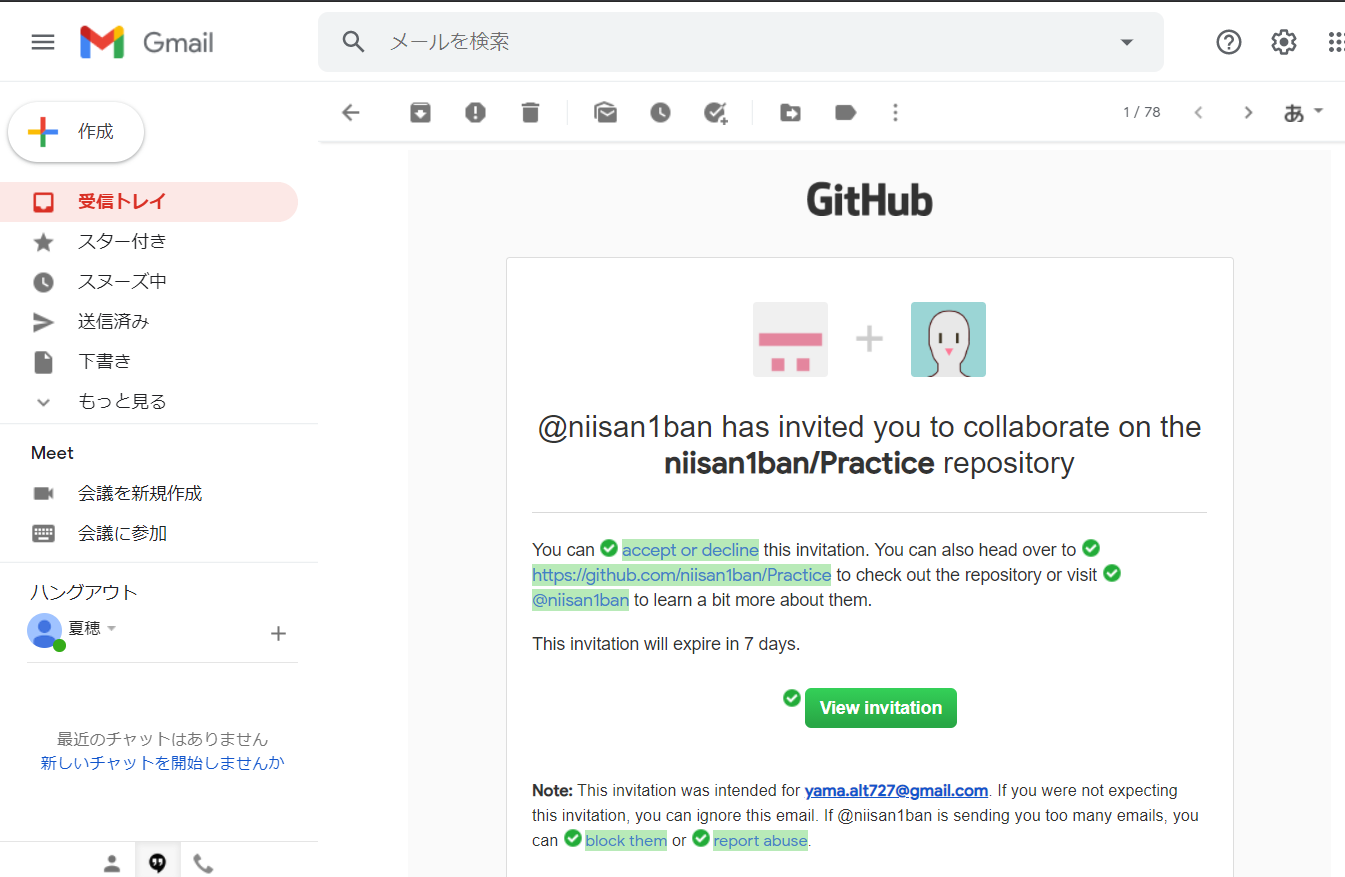 Gmail
メールを検索
作成
1 / 78
あ
受信トレイ
スター付き
スヌーズ中
送信済み
下書き
もっと見る
Meet
会議を新規作成
会議に参加
ハングアウト
夏穂
最近のチャットはありません
新しいチャットを開始しませんか
GitHub
@niisan1ban has invited you to collaborate on the
niisan1ban/Practice repository
You can accept or decline this invitation. You can also head over to
https://github.com/niisan1ban/Practice to check out the repository or visit
@niisan1ban to learn a bit more about them.
This invitation will expire in 7 days.
View invitation
Note: This invitation was intended for yama.alt727@gmail.com. If you were not expecting
this invitation, you can ignore this email. If @niisan1ban is sending you too many emails, you
can block them or report abuse.